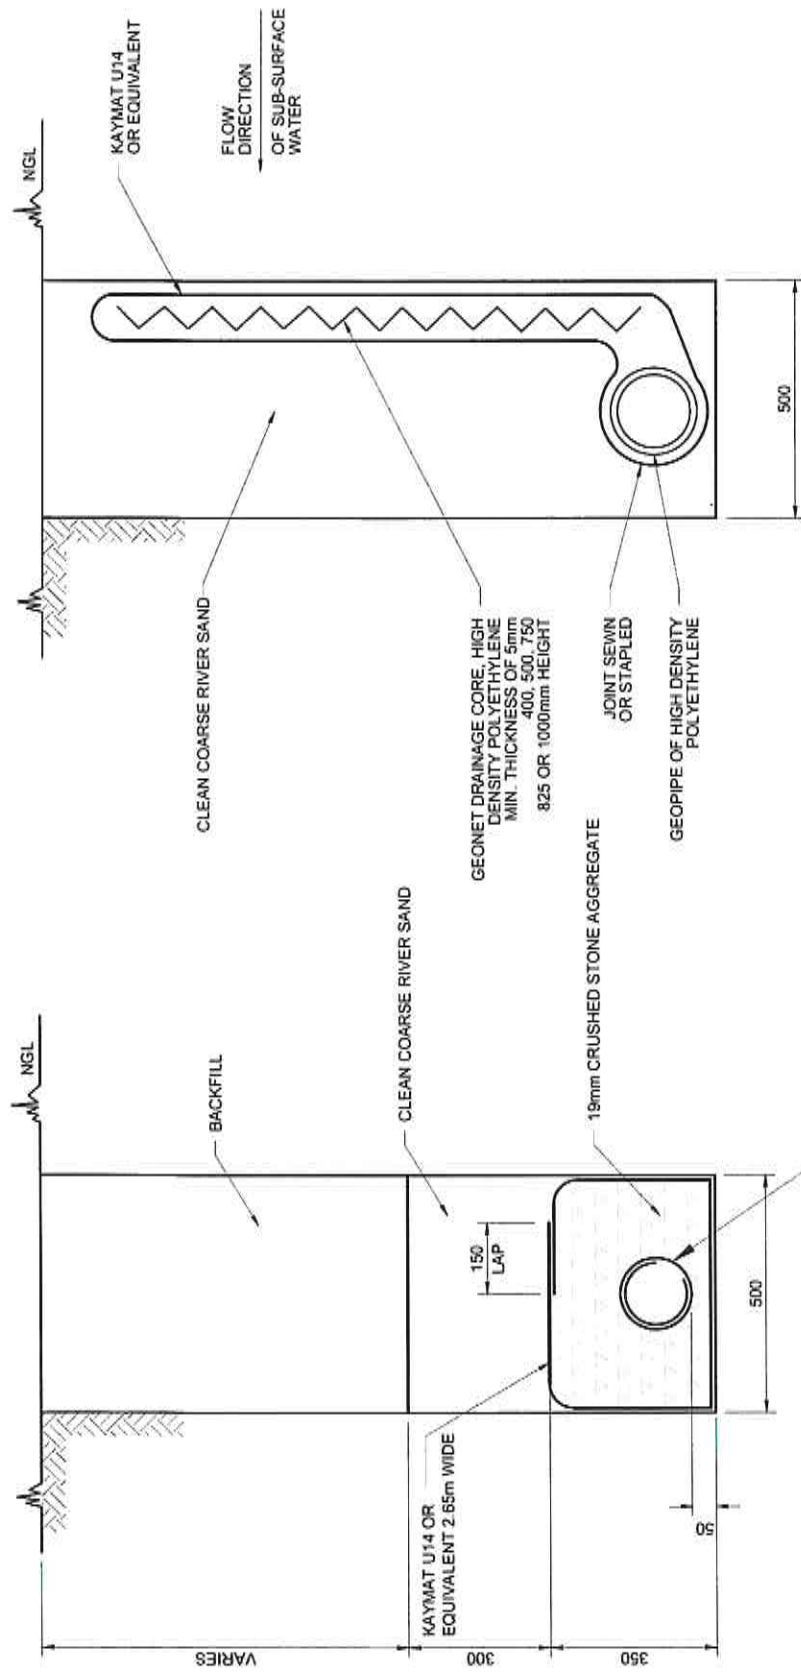 NGL
BACKFILL
CLEAN COARSE RIVER SAND
150
LAP
KAYMAT U14 OR
EQUIVALENT 2.65m WIDE
19mm CRUSHED STONE AGGREGATE
VARIES
300
350
50
500
NGL
KAYMAT U14
OR EQUIVALENT
FLOW
DIRECTION
OF SUB-SURFACE
WATER
CLEAN COARSE RIVER SAND
GEONET DRAINAGE CORE, HIGH
DENSITY POLYETHYLENE
MIN. THICKNESS OF 5mm
400, 500, 750
825 OR 1000mm HEIGHT
JOINT SEWN
OR STAPLED
GEOPIPE OF HIGH DENSITY
POLYETHYLENE
500